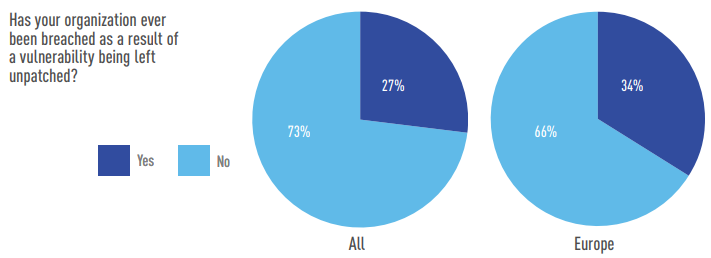 Has your organization ever
been breached as a result of
a vulnerability being left
unpatched?
Yes
No
27%
73%
All
34%
66%
Europe